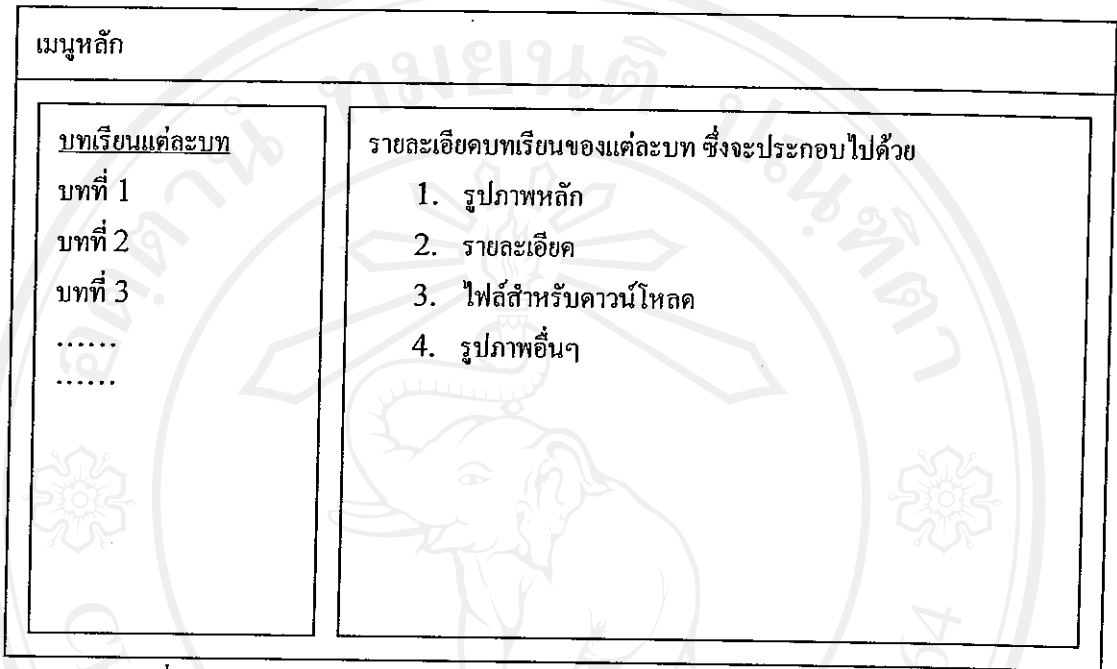 เมนูหลัก
บทเรียนแต่ละบท
บทที่ 1
บทที่ 2
บทที่ 3
......
......
รายละเอียดบทเรียนของแต่ละบท ซึ่งจะประกอบไปด้วย
1. รูปภาพหลัก
2. รายละเอียด
3. ไฟล์สำหรับดาวน์โหลด
4. รูปภาพอื่นๆ